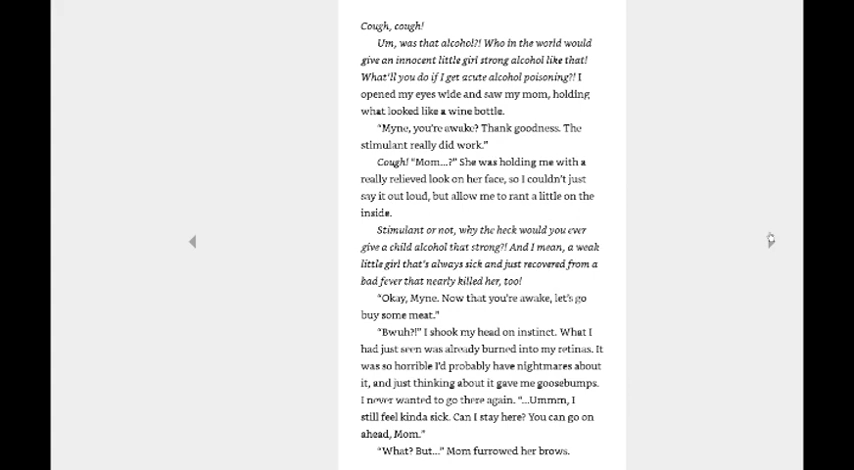 Cough, cough!
Um, was that alcohol?! Who in the world would
give an innocent little girl strong alcohol like that!
What'll you do if I get acute alcohol poisoning?! I
opened my eyes wide and saw my mom, holding
what looked like a wine bottle.
“Myne, you're awake? Thank goodness. The
stimulant really did work.”
Cough! “Mom...?” She was holding me with a
really relieved look on her face, so I couldn't just
say it out loud, but allow me to rant a little on the
inside.
Stimulant or not, why the heck would you ever
give a child alcohol that strong?! And I mean, a weak
little girl that's always sick and just recovered from a
bad fever that nearly killed her, too!
“Okay, Myne. Now that you're awake, let's go
buy some meat.”
“Bwuh?!” I shook my head on instinct. What I
had just seen was already burned into my retinas. It
was so horrible I'd probably have nightmares about
it, and just thinking about it gave me goosebumps.
I never wanted to go there again. “...Ummm, I
still feel kinda sick. Can I stay here? You can go on
ahead, Mom.”
“What? But...” Mom furrowed her brows.